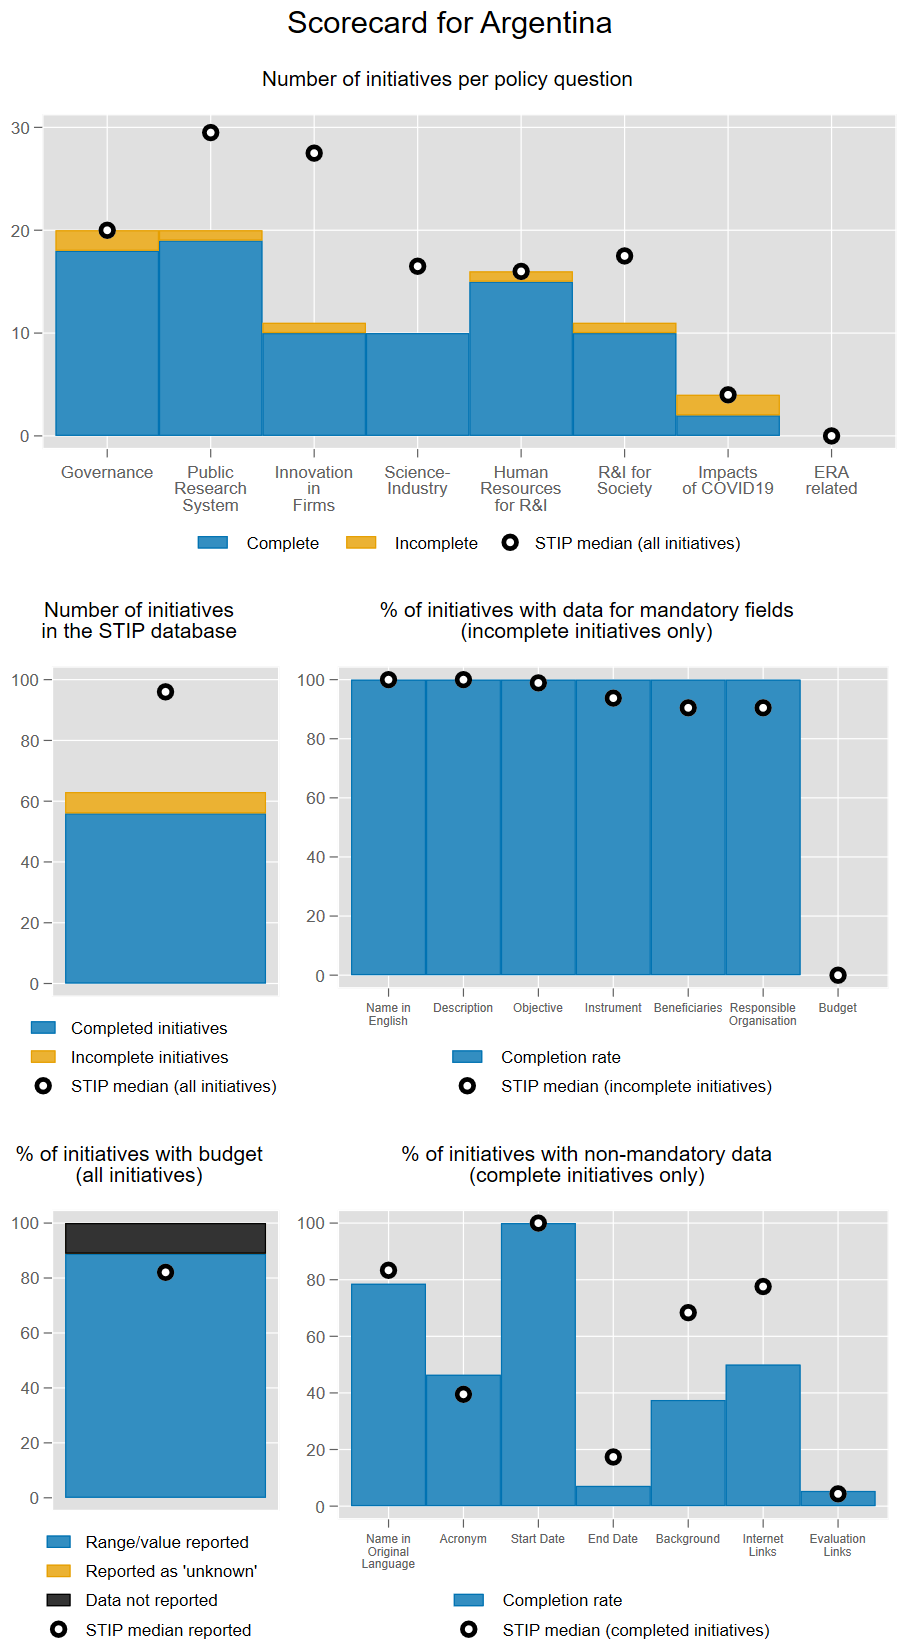 Scorecard for Argentina
Number of initiatives per policy question
30
20
10
0
Governance
Public
Research
System
Innovation
in
Firms
Science-
Industry
Human
Resources
for R&I
R&I for
Society
Impacts
of COVID19
ERA
related
Complete
Incomplete
STIP median (all initiatives)
Number of initiatives
in the STIP database
100
80
60
40
20
0
Completed initiatives
Incomplete initiatives
STIP median (all initiatives)
% of initiatives with data for mandatory fields
(incomplete initiatives only)
100
80
60
40
20
0
Name in
English
Description
Objective
Instrument
Beneficiaries
Responsible
Organisation
Budget
Completion rate
STIP median (incomplete initiatives)
% of initiatives with budget
(all initiatives)
100
80
60
40
20
0
Range/value reported
Reported as 'unknown'
Data not reported
STIP median reported
% of initiatives with non-mandatory data
(complete initiatives only)
100
80
60
40
20
0
Name in
Original
Language
Acronym
Start Date
End Date
Background
Internet
Links
Evaluation
Links
Completion rate
STIP median (completed initiatives)